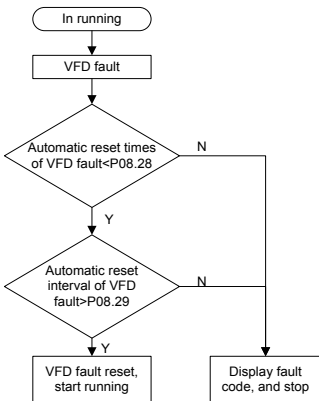 In running
VFD fault
Automatic reset times
of VFD fault<P08.28
N
Y
Automatic reset
interval of VFD
fault>P08.29
N
Y
VFD fault reset,
start running
Display fault
code, and stop